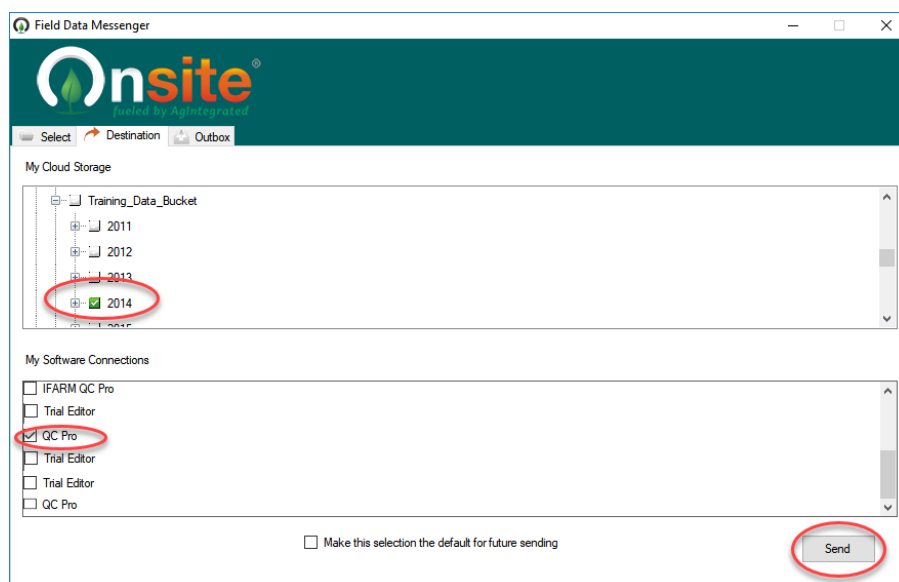 Field Data Messenger
Onsite®
fueled by AgIntegrated
Select Destination Outbox
My Cloud Storage
Training_Data_Bucket
2011
2012
2013
2014
2015
My Software Connections
IFARM QC Pro
Trial Editor
QC Pro
Trial Editor
Trial Editor
QC Pro
Make this selection the default for future sending
Send